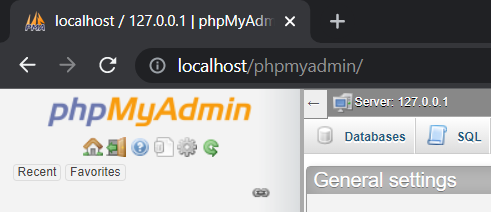 localhost / 127.0.0.1 | phpMyAdm
localhost/phpmyadmin/
phpMyAdmin
Recent Favorites
Server: 127.0.0.1
Databases SQL
General settings